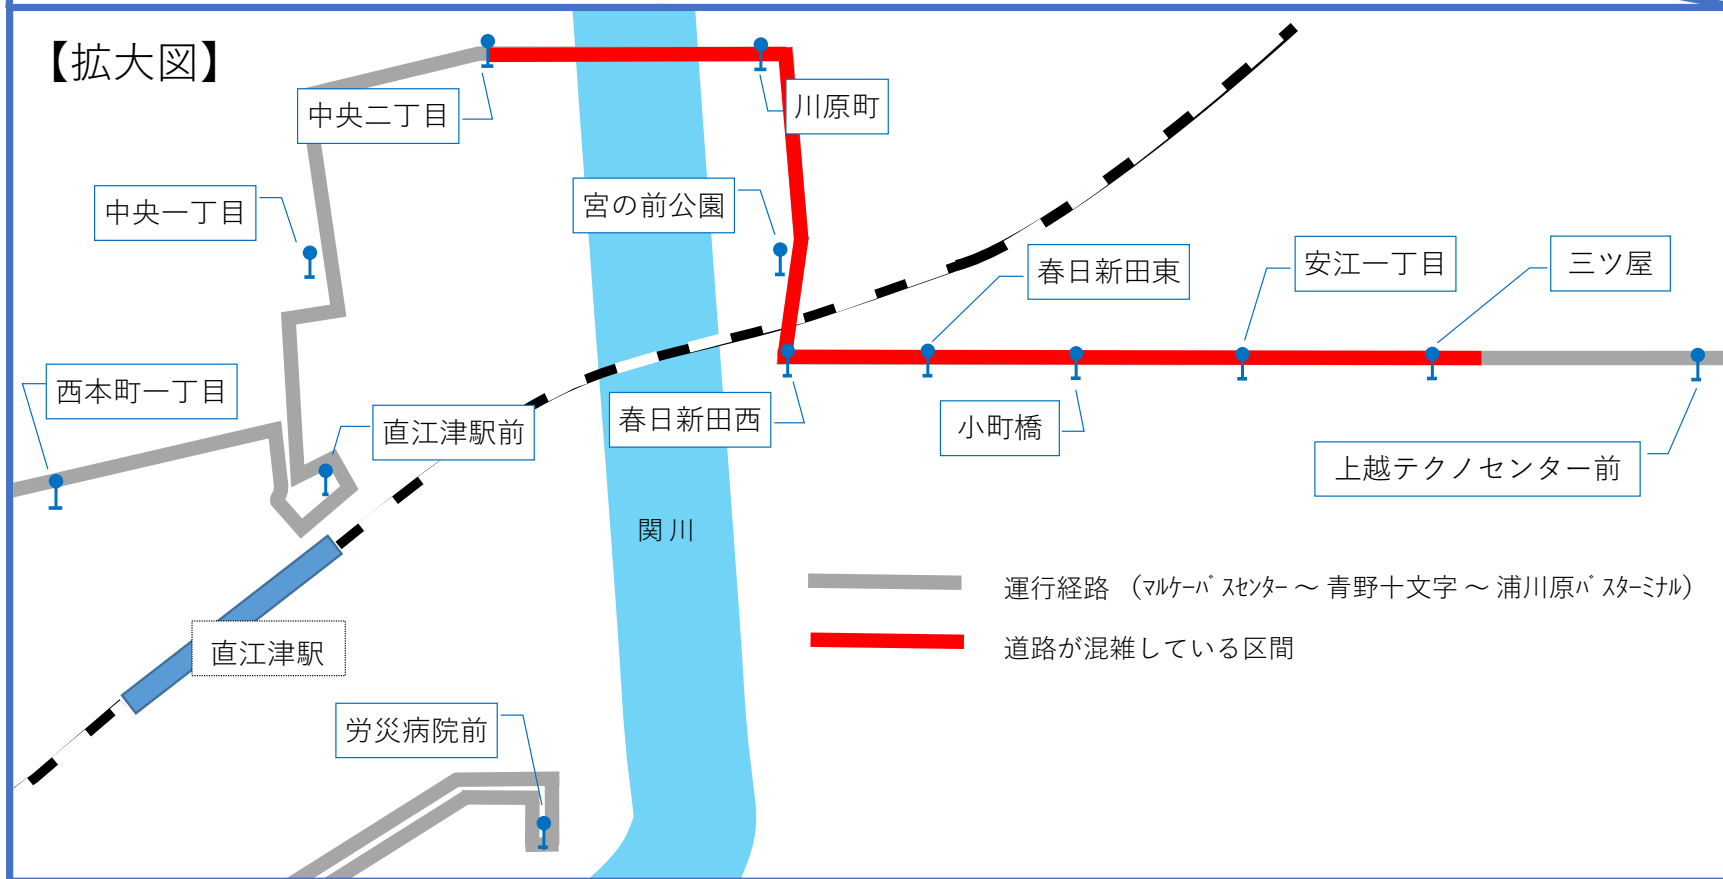 【拡大図】
中央二丁目
川原町
中央一丁目
宮の前公園
春日新田東
安江一丁目
三ツ屋
西本町一丁目
直江津駅前
春日新田西
小町橋
上越テクノセンター前
関川
運行経路 （ﾏﾙｹｰﾊﾞｽｾﾝﾀｰ ～ 青野十文字 ～ 浦川原ﾊﾞｽﾀｰﾐﾅﾙ）
道路が混雑している区間
直江津駅
労災病院前